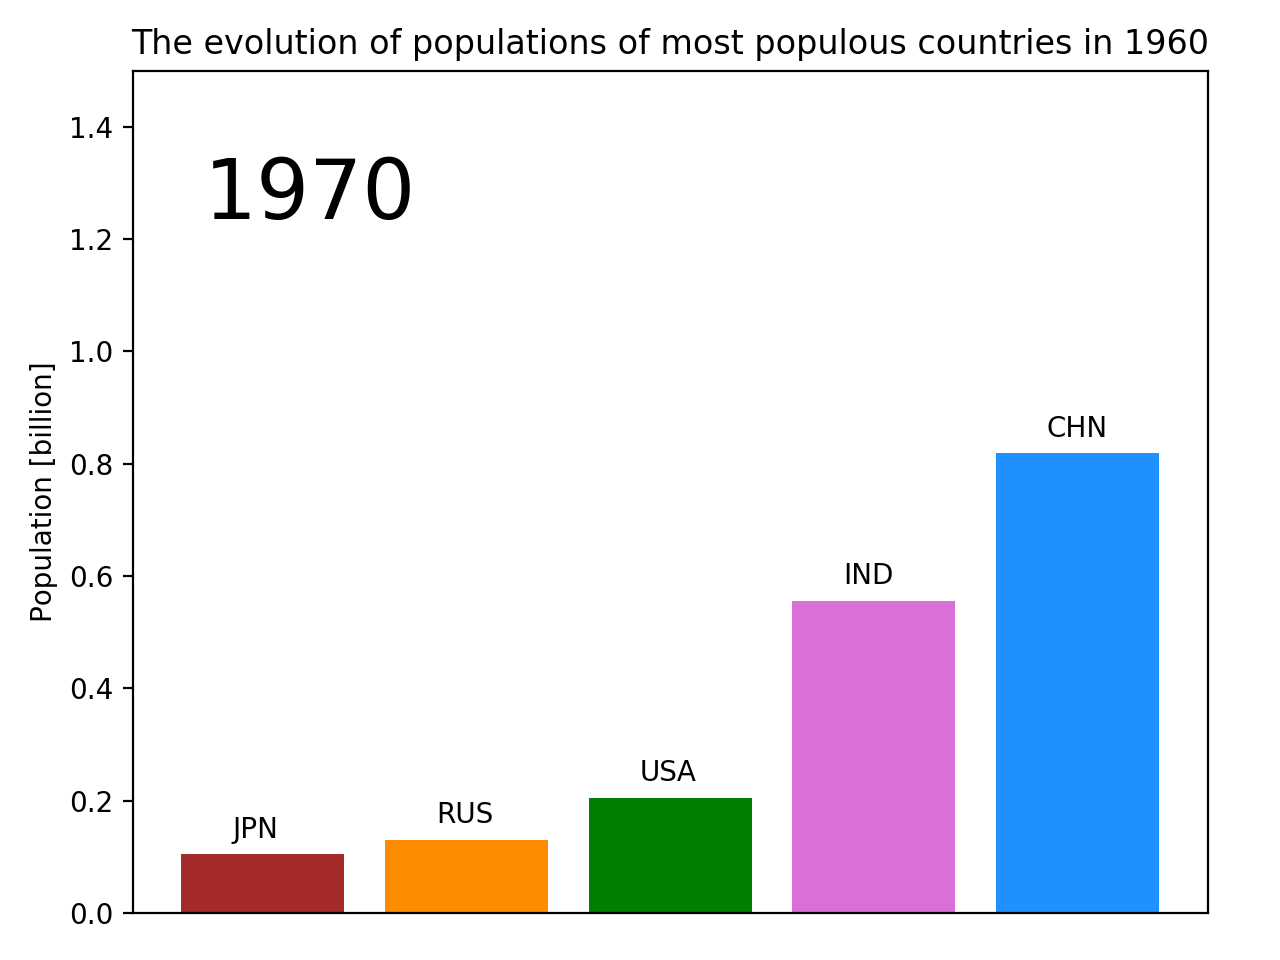 The evolution of populations of most populous countries in 1960
1970
Population [billion]
1.4
1.2
1.0
0.8
0.6
0.4
0.2
0.0
JPN
RUS
USA
IND
CHN